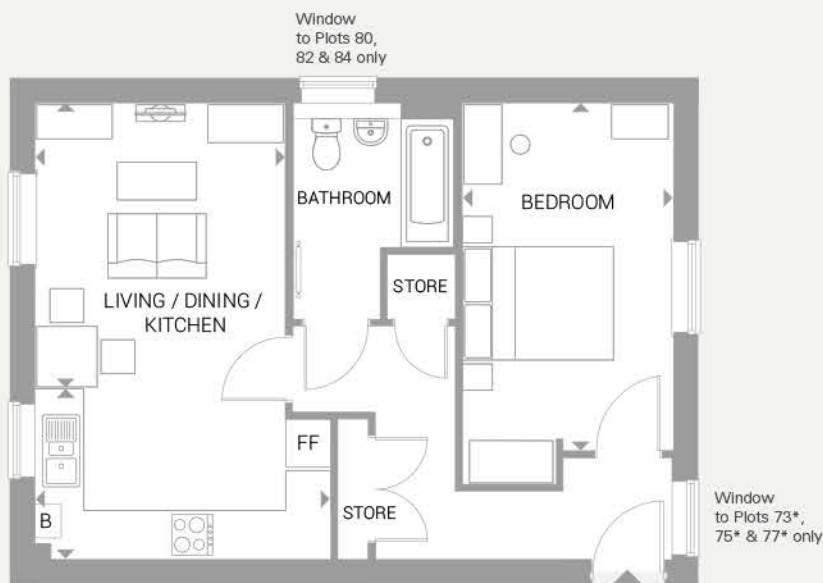 Window
to Plots 80,
82 & 84 only
BATHROOM
BEDROOM
STORE
LIVING / DINING /
KITCHEN
FF
B
STORE
Window
to Plots 73*,
75* & 77* only